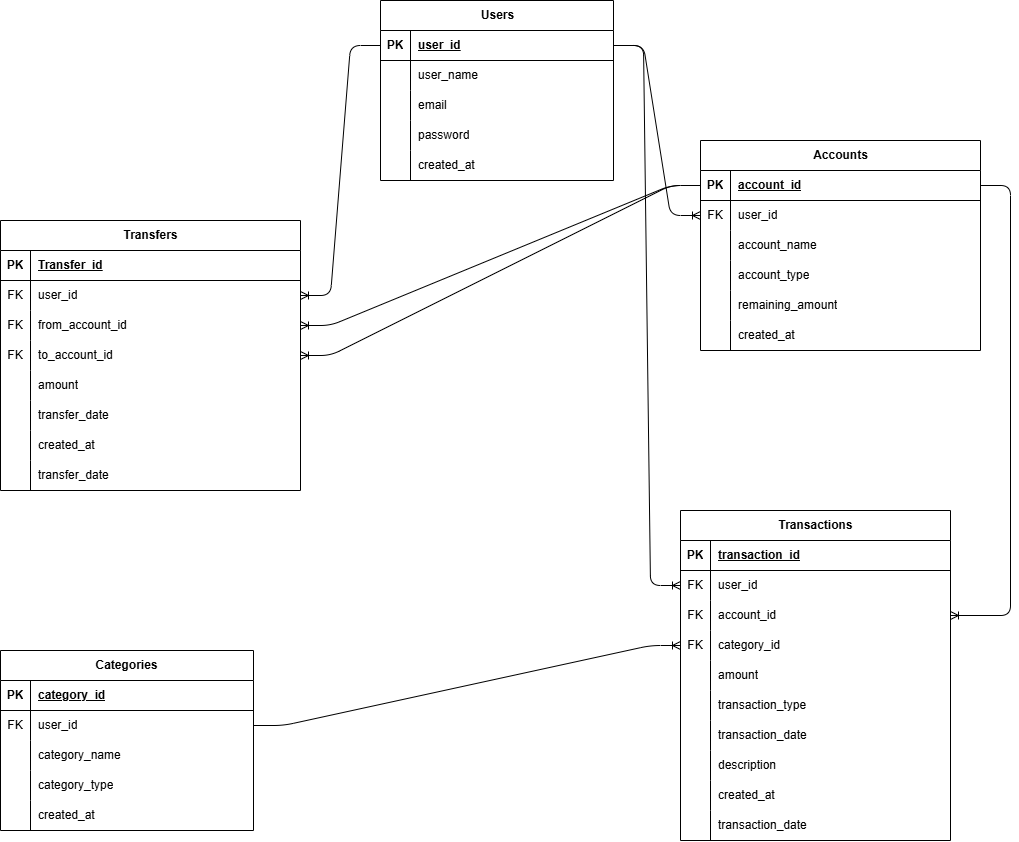 Users
PK user_id
user_name
email
password
created_at
Accounts
PK account_id
FK user_id
account_name
account_type
remaining_amount
created_at
Transfers
PK Transfer_id
FK user_id
FK from_account_id
FK to_account_id
amount
transfer_date
created_at
transfer_date
Transactions
PK transaction_id
FK user_id
FK account_id
FK category_id
amount
transaction_type
transaction_date
description
created_at
transaction_date
Categories
PK category_id
FK user_id
category_name
category_type
created_at